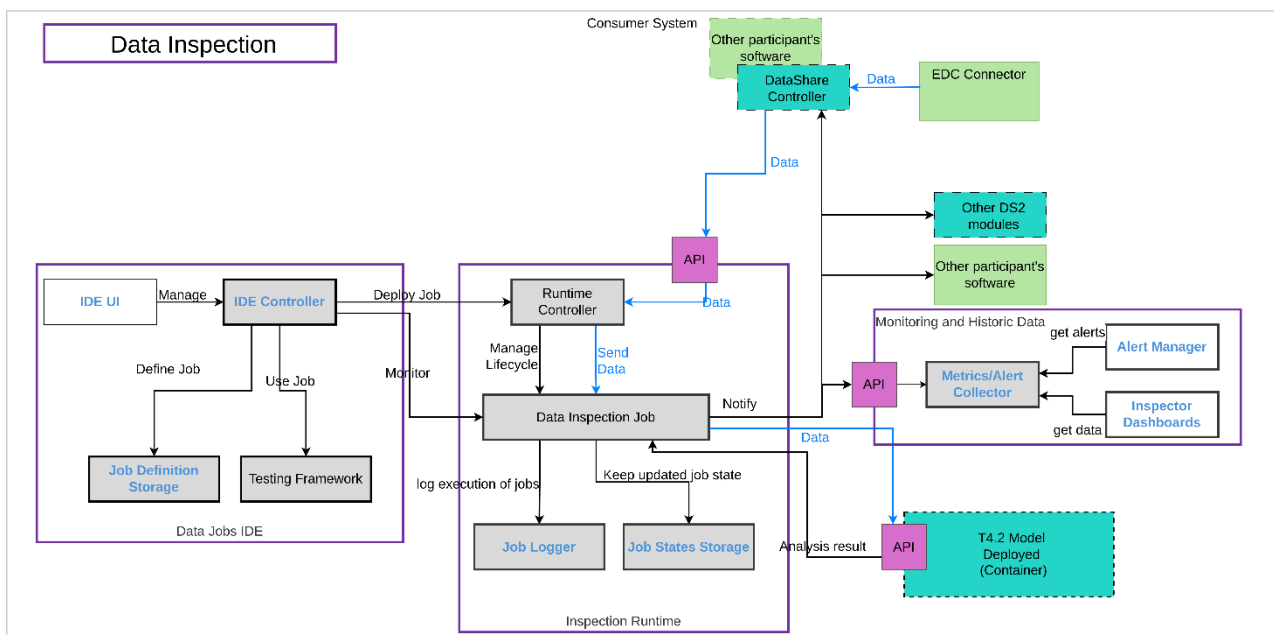 Data Inspection
Consumer System
Other participant's
software
DataShare
Controller
Data
EDC Connector
Data
Other DS2
modules
Other participant's
software
API
IDE UI
Manage
IDE Controller
Deploy Job
Runtime
Controller
Data
Define Job
Use Job
Monitor
Manage
Lifecycle
Send
Data
Monitoring and Historic Data
get alerts
Alert Manager
API
Metrics/Alert
Collector
get data
Inspector
Dashboards
Data Inspection Job
Notify
Data
Job Definition
Storage
Testing Framework
Data Jobs IDE
log execution of jobs
Keep updated job state
Job Logger
Job States Storage
Analysis result
API
T4.2 Model
Deployed
(Container)
Inspection Runtime